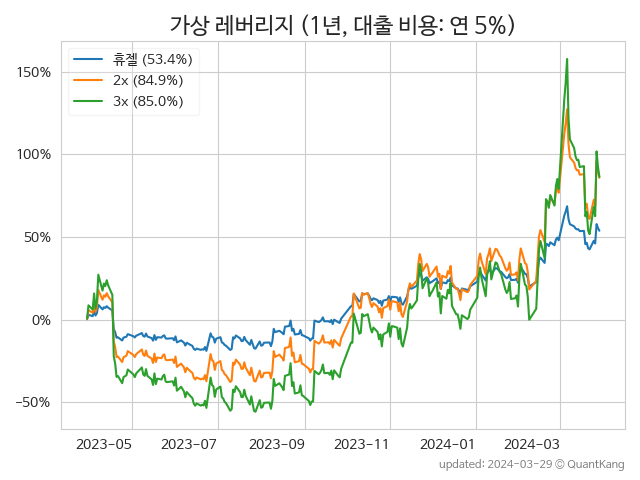 가상 레버리지 (1년, 대출 비용: 연 5%)
휴젤 (53.4%)
2x (84.9%)
3x (85.0%)
150%
100%
50%
0%
−50%
2023−05
2023−07
2023−09
2023−11
2024−01
2024−03
updated: 2024-03-29 © QuantKang